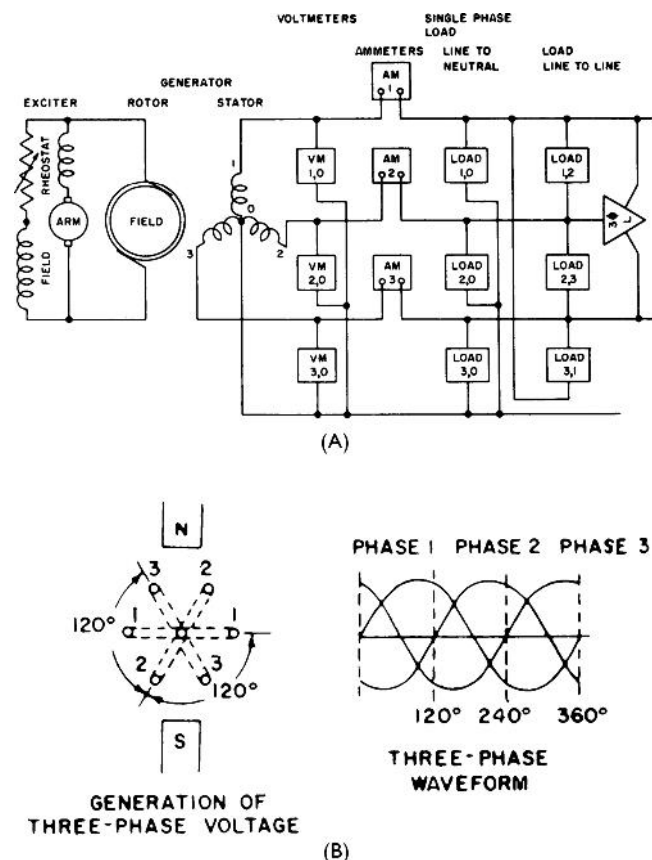 VOLTMETERS
SINGLE PHASE
LOAD
AMMETERS
LINE TO
NEUTRAL
LOAD
LINE TO LINE
GENERATOR
EXCITER
ROTOR
STATOR
AM
1
RHEOSTAT
ARM
FIELD
FIELD
1
0
3
2
VM
1,0
AM
2
LOAD
1,0
LOAD
1,2
3Φ
L
VM
2,0
AM
3
LOAD
2,0
LOAD
2,3
VM
3,0
LOAD
3,0
LOAD
3,1
(A)
N
3 2
1 1
2 3
120°
120°
S
GENERATION OF
THREE-PHASE VOLTAGE
PHASE 1 PHASE 2 PHASE 3
120° 240° 360°
THREE-PHASE
WAVEFORM
(B)